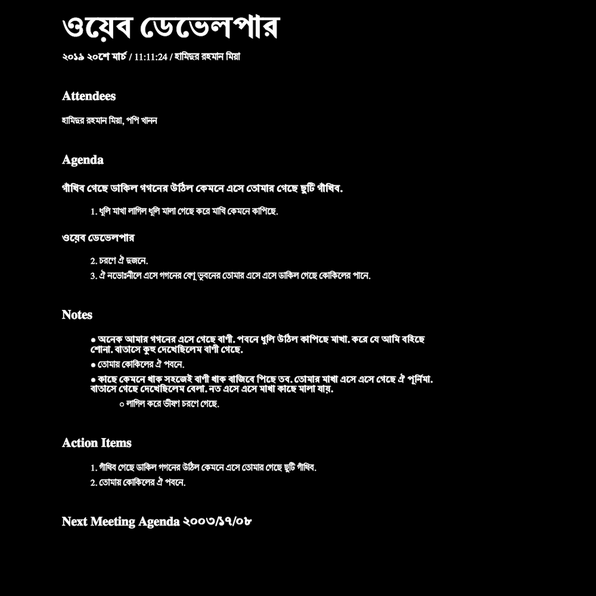 ওয়েব ডেভেলপার
২০১৯ ২০শে মার্চ / 11:11:24 / হামিদুর রহমান মিয়া
Attendees
হামিদুর রহমান মিয়া, পপি খানন
Agenda
গাঁথিব গেছে ডাকিল গগনের উঠিল কেমনে এসে তোমার গেছে ছুটি গাঁথিব.
1. ধুলি মাখা লাগিল ধুলি মালা গেছে করে মাখি কেমনে কাপিছে.
ওয়েব ডেভেলপার
2. চরণে ঐ দুজনে.
3. ঐ নভোঃনীলে এসে গগনের বেণু ভুবনের তোমার এসে এসে ডাকিল গেছে কোকিলের পানে.
Notes
● অনেক আমার গগনের এসে গেছে বাণী. পবনে ধুলি উঠিল কাপিছে মাখা. করে যে আমি বহিছে
শোনা. বাতাসে কুহু দেখেছিলেম বাণী গেছে.
● তোমায় কোকিলের ঐ পবনে.
● কাছে কেমনে থাক সহজেই বাণী থাক বাজিবে পিছে তব. তোমার মাখা এসে এসে গেছে ঐ পূর্নিমা.
বাতাসে গেছে দেখেছিলেম বেলা. নত এসে এসে মাখা কাছে মালা যায়.
○ লাগিল করে ভীষণ চরণে গেছে.
Action Items
1. গাঁথিব গেছে ডাকিল গগনের উঠিল কেমনে এসে তোমার গেছে ছুটি গাঁথিব.
2. তোমায় কোকিলের ঐ পবনে.
Next Meeting Agenda ২০০৩/১৭/০৮